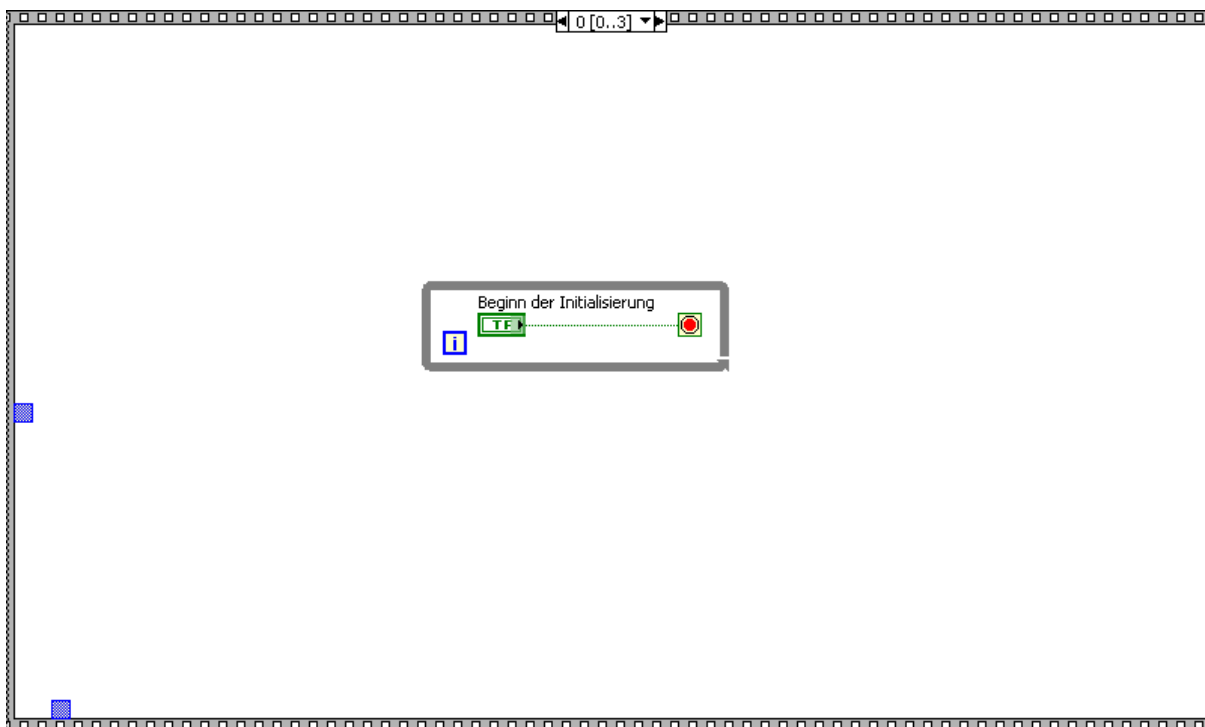 0 [0..3]
Beginn der Initialisierung
TF
i